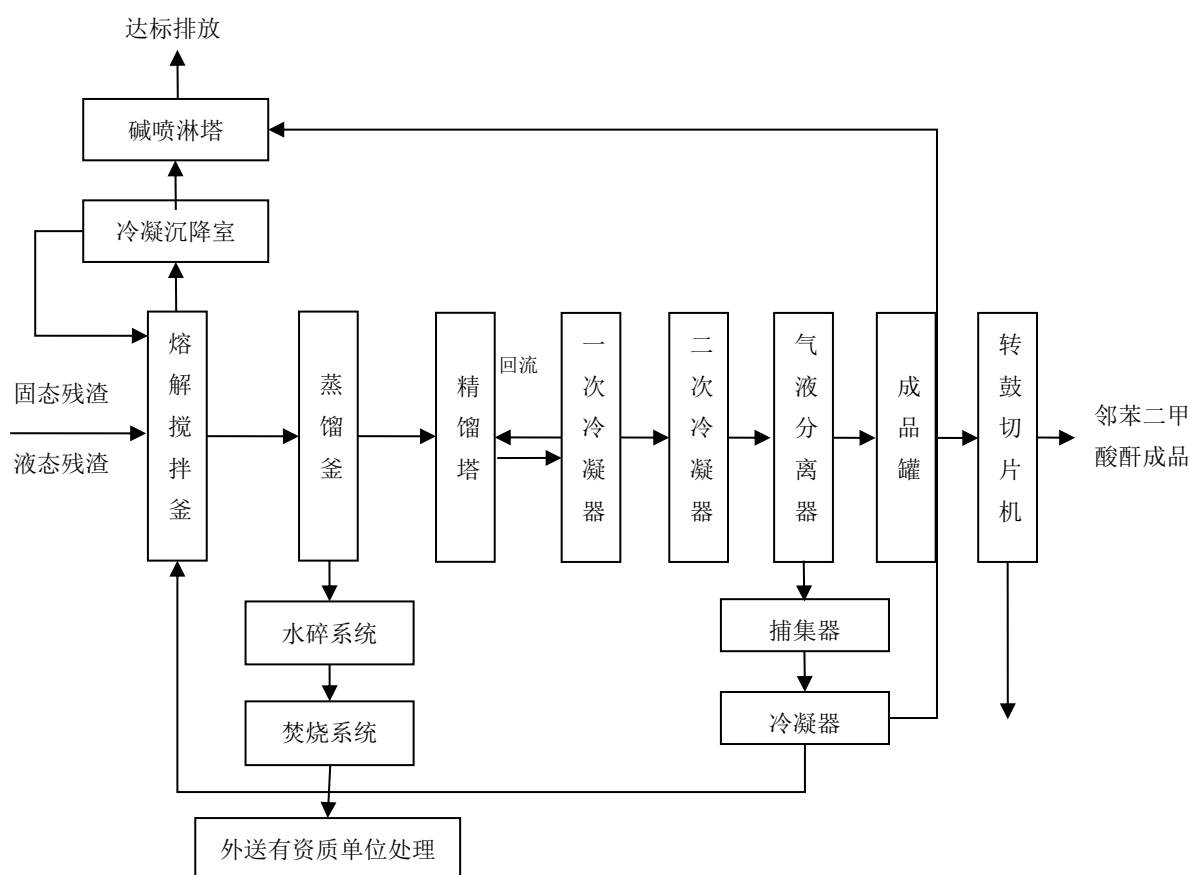 达标排放
碱喷淋塔
冷凝沉降室
固态残渣
液态残渣
熔解搅拌釜
蒸馏釜
精馏塔
回流
一次冷凝器
二次冷凝器
气液分离器
成品罐
转鼓切片机
邻苯二甲
酸酐成品
水碎系统
捕集器
焚烧系统
冷凝器
外送有资质单位处理